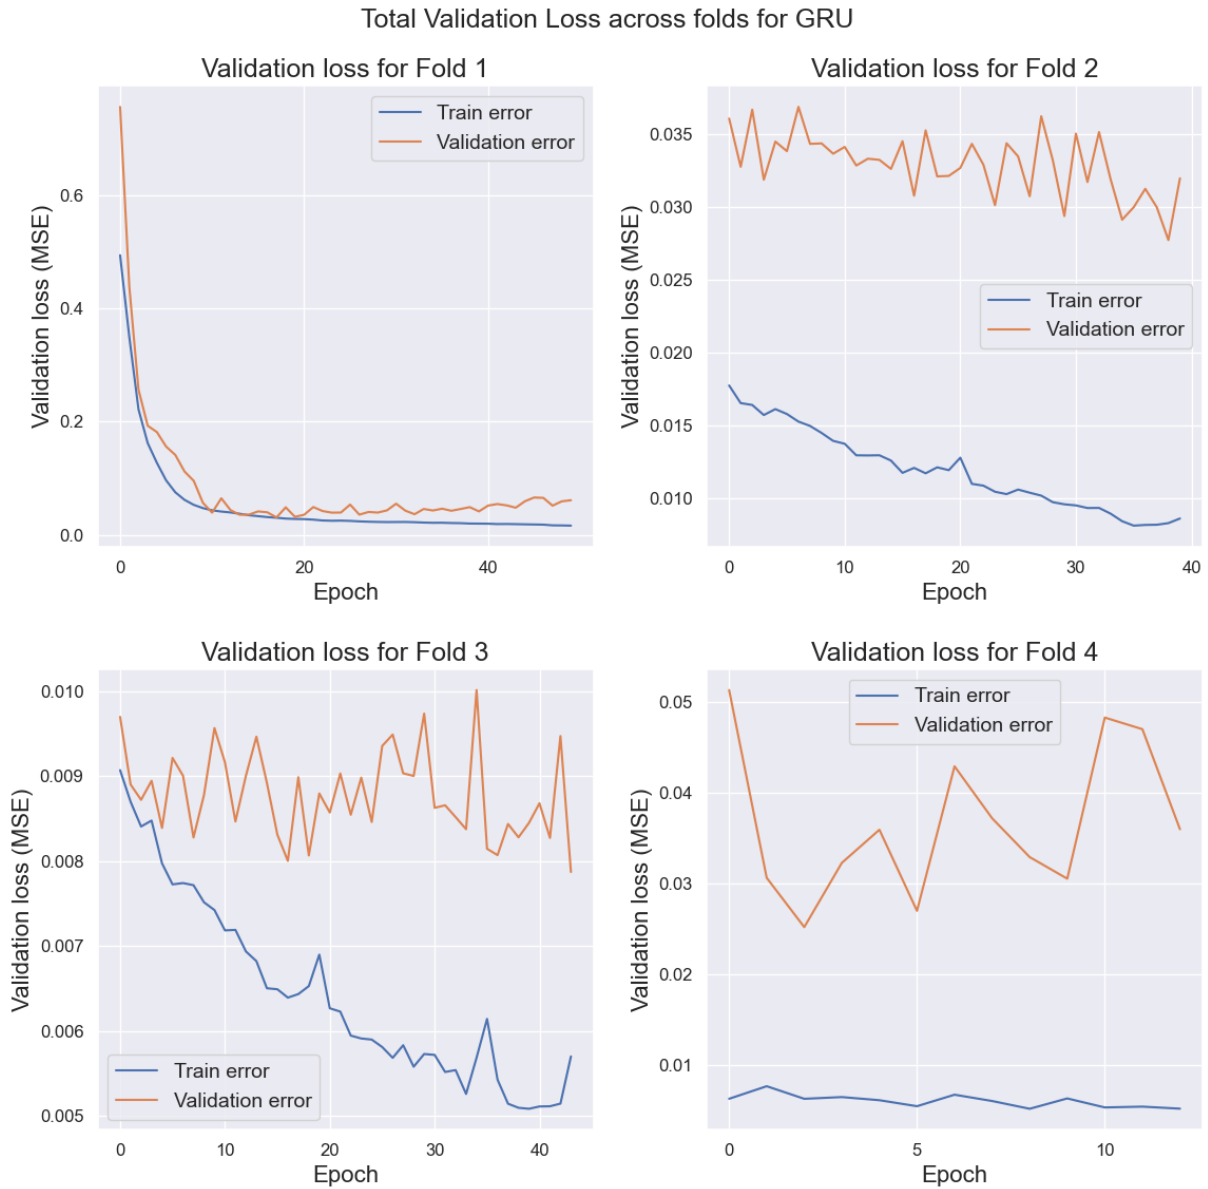 Total Validation Loss across folds for GRU
Validation loss for Fold 1
Train error
Validation error
0.6
0.4
0.2
0.0
Validation loss (MSE)
0 20 40
Epoch
Validation loss for Fold 2
0.035
0.030
0.025
0.020
0.015
0.010
Validation loss (MSE)
Train error
Validation error
0 10 20 30 40
Epoch
Validation loss for Fold 3
0.010
0.009
0.008
0.007
0.006
0.005
Validation loss (MSE)
Train error
Validation error
0 10 20 30 40
Epoch
Validation loss for Fold 4
Train error
Validation error
0.05
0.04
0.03
0.02
0.01
Validation loss (MSE)
0 5 10
Epoch